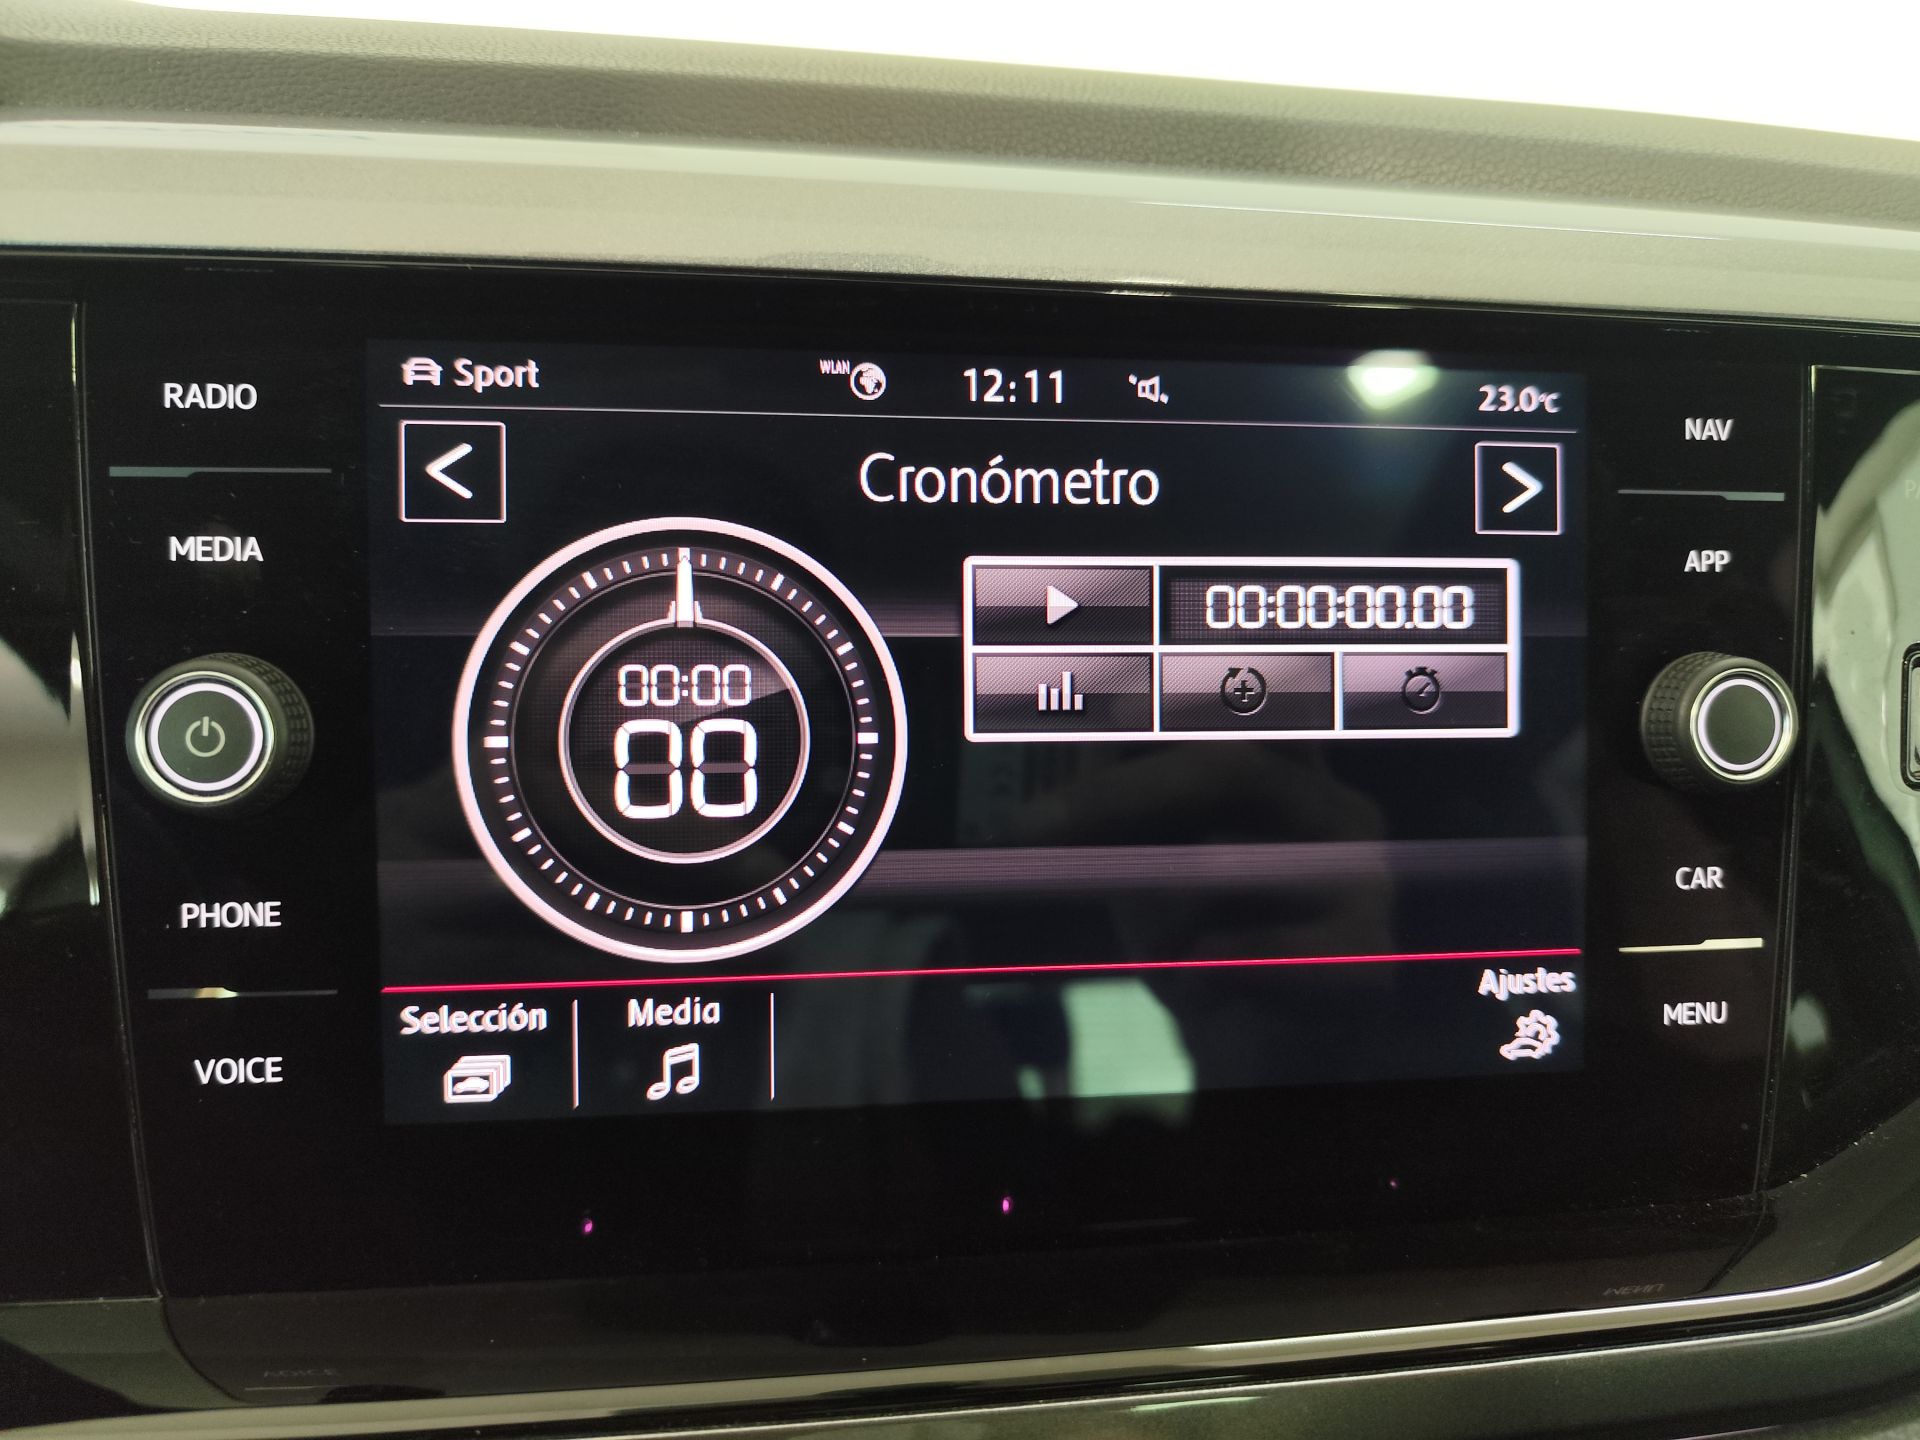 RADIO
MEDIA
PHONE
VOICE
Sport
WLAN
12:11
23.0°C
<
Cronómetro
>
00:00
00
00:00:00.00
Selección
Media
Ajustes
NAV
APP
CAR
MENU